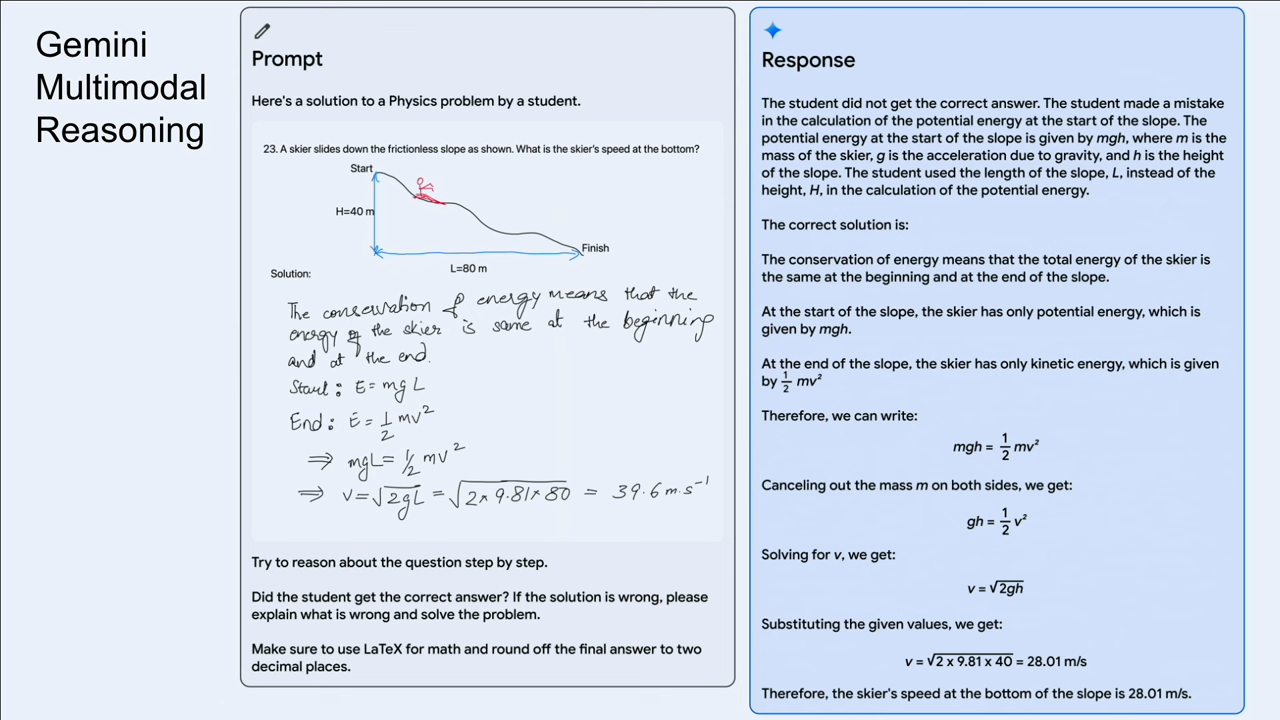 Gemini
Multimodal
Reasoning
Prompt
Here's a solution to a Physics problem by a student.
23. A skier slides down the frictionless slope as shown. What is the skier's speed at the bottom?
Start
H=40 m
Finish
L=80 m
Solution:
The conservation of energy means that the
energy of the skier is same at the beginning
and at the end.
Start: E = mgL
End: E = 1/2 mv²
⇒ mgL = 1/2 mv²
⇒ v = √2gL = √2×9.81×80 = 39.6 m.s⁻¹
Try to reason about the question step by step.
Did the student get the correct answer? If the solution is wrong, please
explain what is wrong and solve the problem.
Make sure to use LaTeX for math and round off the final answer to two
decimal places.
Response
The student did not get the correct answer. The student made a mistake
in the calculation of the potential energy at the start of the slope. The
potential energy at the start of the slope is given by mgh, where m is the
mass of the skier, g is the acceleration due to gravity, and h is the height
of the slope. The student used the length of the slope, L, instead of the
height, H, in the calculation of the potential energy.
The correct solution is:
The conservation of energy means that the total energy of the skier is
the same at the beginning and at the end of the slope.
At the start of the slope, the skier has only potential energy, which is
given by mgh.
At the end of the slope, the skier has only kinetic energy, which is given
by 1/2 mv²
Therefore, we can write:
mgh = 1/2 mv²
Canceling out the mass m on both sides, we get:
gh = 1/2 v²
Solving for v, we get:
v = √2gh
Substituting the given values, we get:
v = √2 x 9.81 x 40 = 28.01 m/s
Therefore, the skier's speed at the bottom of the slope is 28.01 m/s.